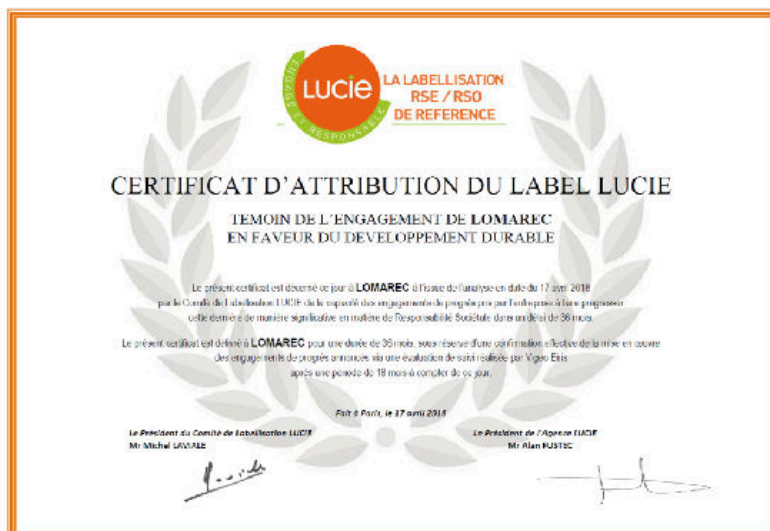 LUCIE
ENGAGÉ ET RESPONSABLE
LA LABELLISATION
RSE / RSO
DE REFERENCE
CERTIFICAT D'ATTRIBUTION DU LABEL LUCIE
TEMOIN DE L'ENGAGEMENT DE LOMAREC
EN FAVEUR DU DEVELOPPEMENT DURABLE
Le présent certificat est décerné ce jour à LOMAREC à l'issue de l'analyse en date du 17 avril 2018
par le Comité de Labellisation LUCIE de la capacité des engagements de progrès pris par l'entreprise à faire progresser
cette dernière de manière significative en matière de Responsabilité Sociétale dans un délai de 36 mois.
Le présent certificat est délivré à LOMAREC pour une durée de 36 mois, sous réserve d'une confirmation effective de la mise en œuvre
des engagements de progrès annoncés via une évaluation de suivi réalisée par Vigeo Eiris
après une période de 18 mois à compter de ce jour.
Fait à Paris, le 17 avril 2018
Le Président du Comité de Labellisation LUCIE
Mr Michel LAVIALE
Le Président de l'Agence LUCIE
Mr Alan FUSTEC